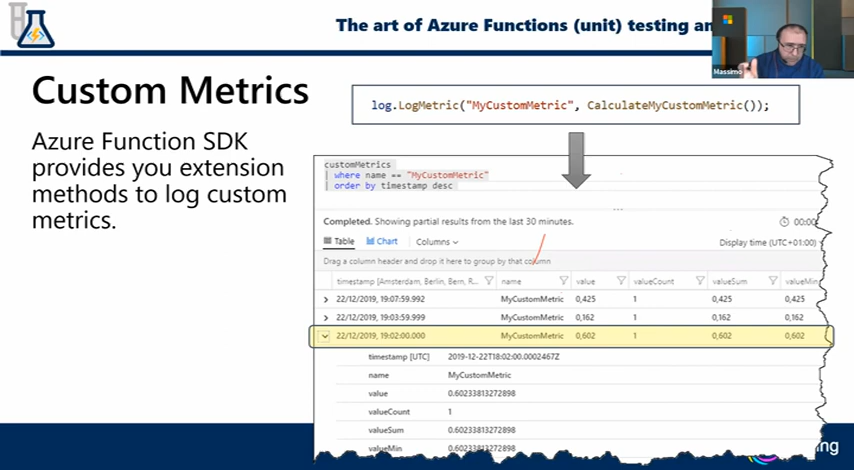 The art of Azure Functions (unit) testing an
Massimo
Custom Metrics
log.LogMetric("MyCustomMetric", CalculateMyCustomMetric());
Azure Function SDK
provides you extension
methods to log custom
metrics.
customMetrics
| where name == "MyCustomMetric"
| order by timestamp desc
Completed. Showing partial results from the last 30 minutes.
00:00
Table Chart Columns
Display time (UTC+01:00)
Drag a column header and drop it here to group by that column
timestamp [Amsterdam, Berlin, Bern, R... name value valueCount valueSum valueMin
22/12/2019, 19:07:59.992 MyCustomMetric 0,425 1 0,425 0,425
22/12/2019, 19:03:59.999 MyCustomMetric 0,162 1 0,162 0,162
22/12/2019, 19:02:00.000 MyCustomMetric 0,602 1 0,602 0,602
timestamp [UTC] 2019-12-22T18:02:00.0002467Z
name MyCustomMetric
value 0.60233813272898
valueCount 1
valueSum 0.60233813272898
valueMin 0.60233813272898
ing